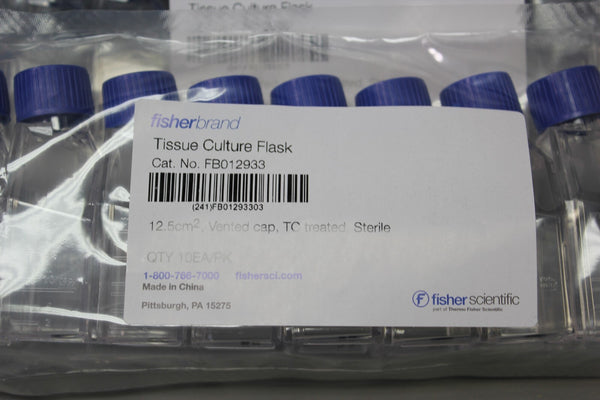 Tissue Culture Flask
fisherbrand
Tissue Culture Flask
Cat. No. FB012933
(241)FB01293303
12.5cm², Vented cap, TC treated, Sterile
QTY 10EA/PK
1-800-766-7000 fishersci.com
Made in China
Pittsburgh, PA 15275
f fisher scientific
part of Thermo Fisher Scientific